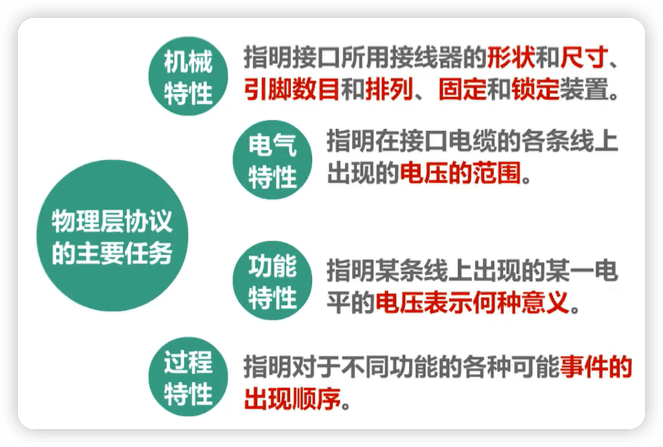 物理层协议
的主要任务
机械
特性
指明接口所用接线器的形状和尺寸、
引脚数目和排列、固定和锁定装置。
电气
特性
指明在接口电缆的各条线上
出现的电压的范围。
功能
特性
指明某条线上出现的某一电
平的电压表示何种意义。
过程
特性
指明对于不同功能的各种可能事件的
出现顺序。